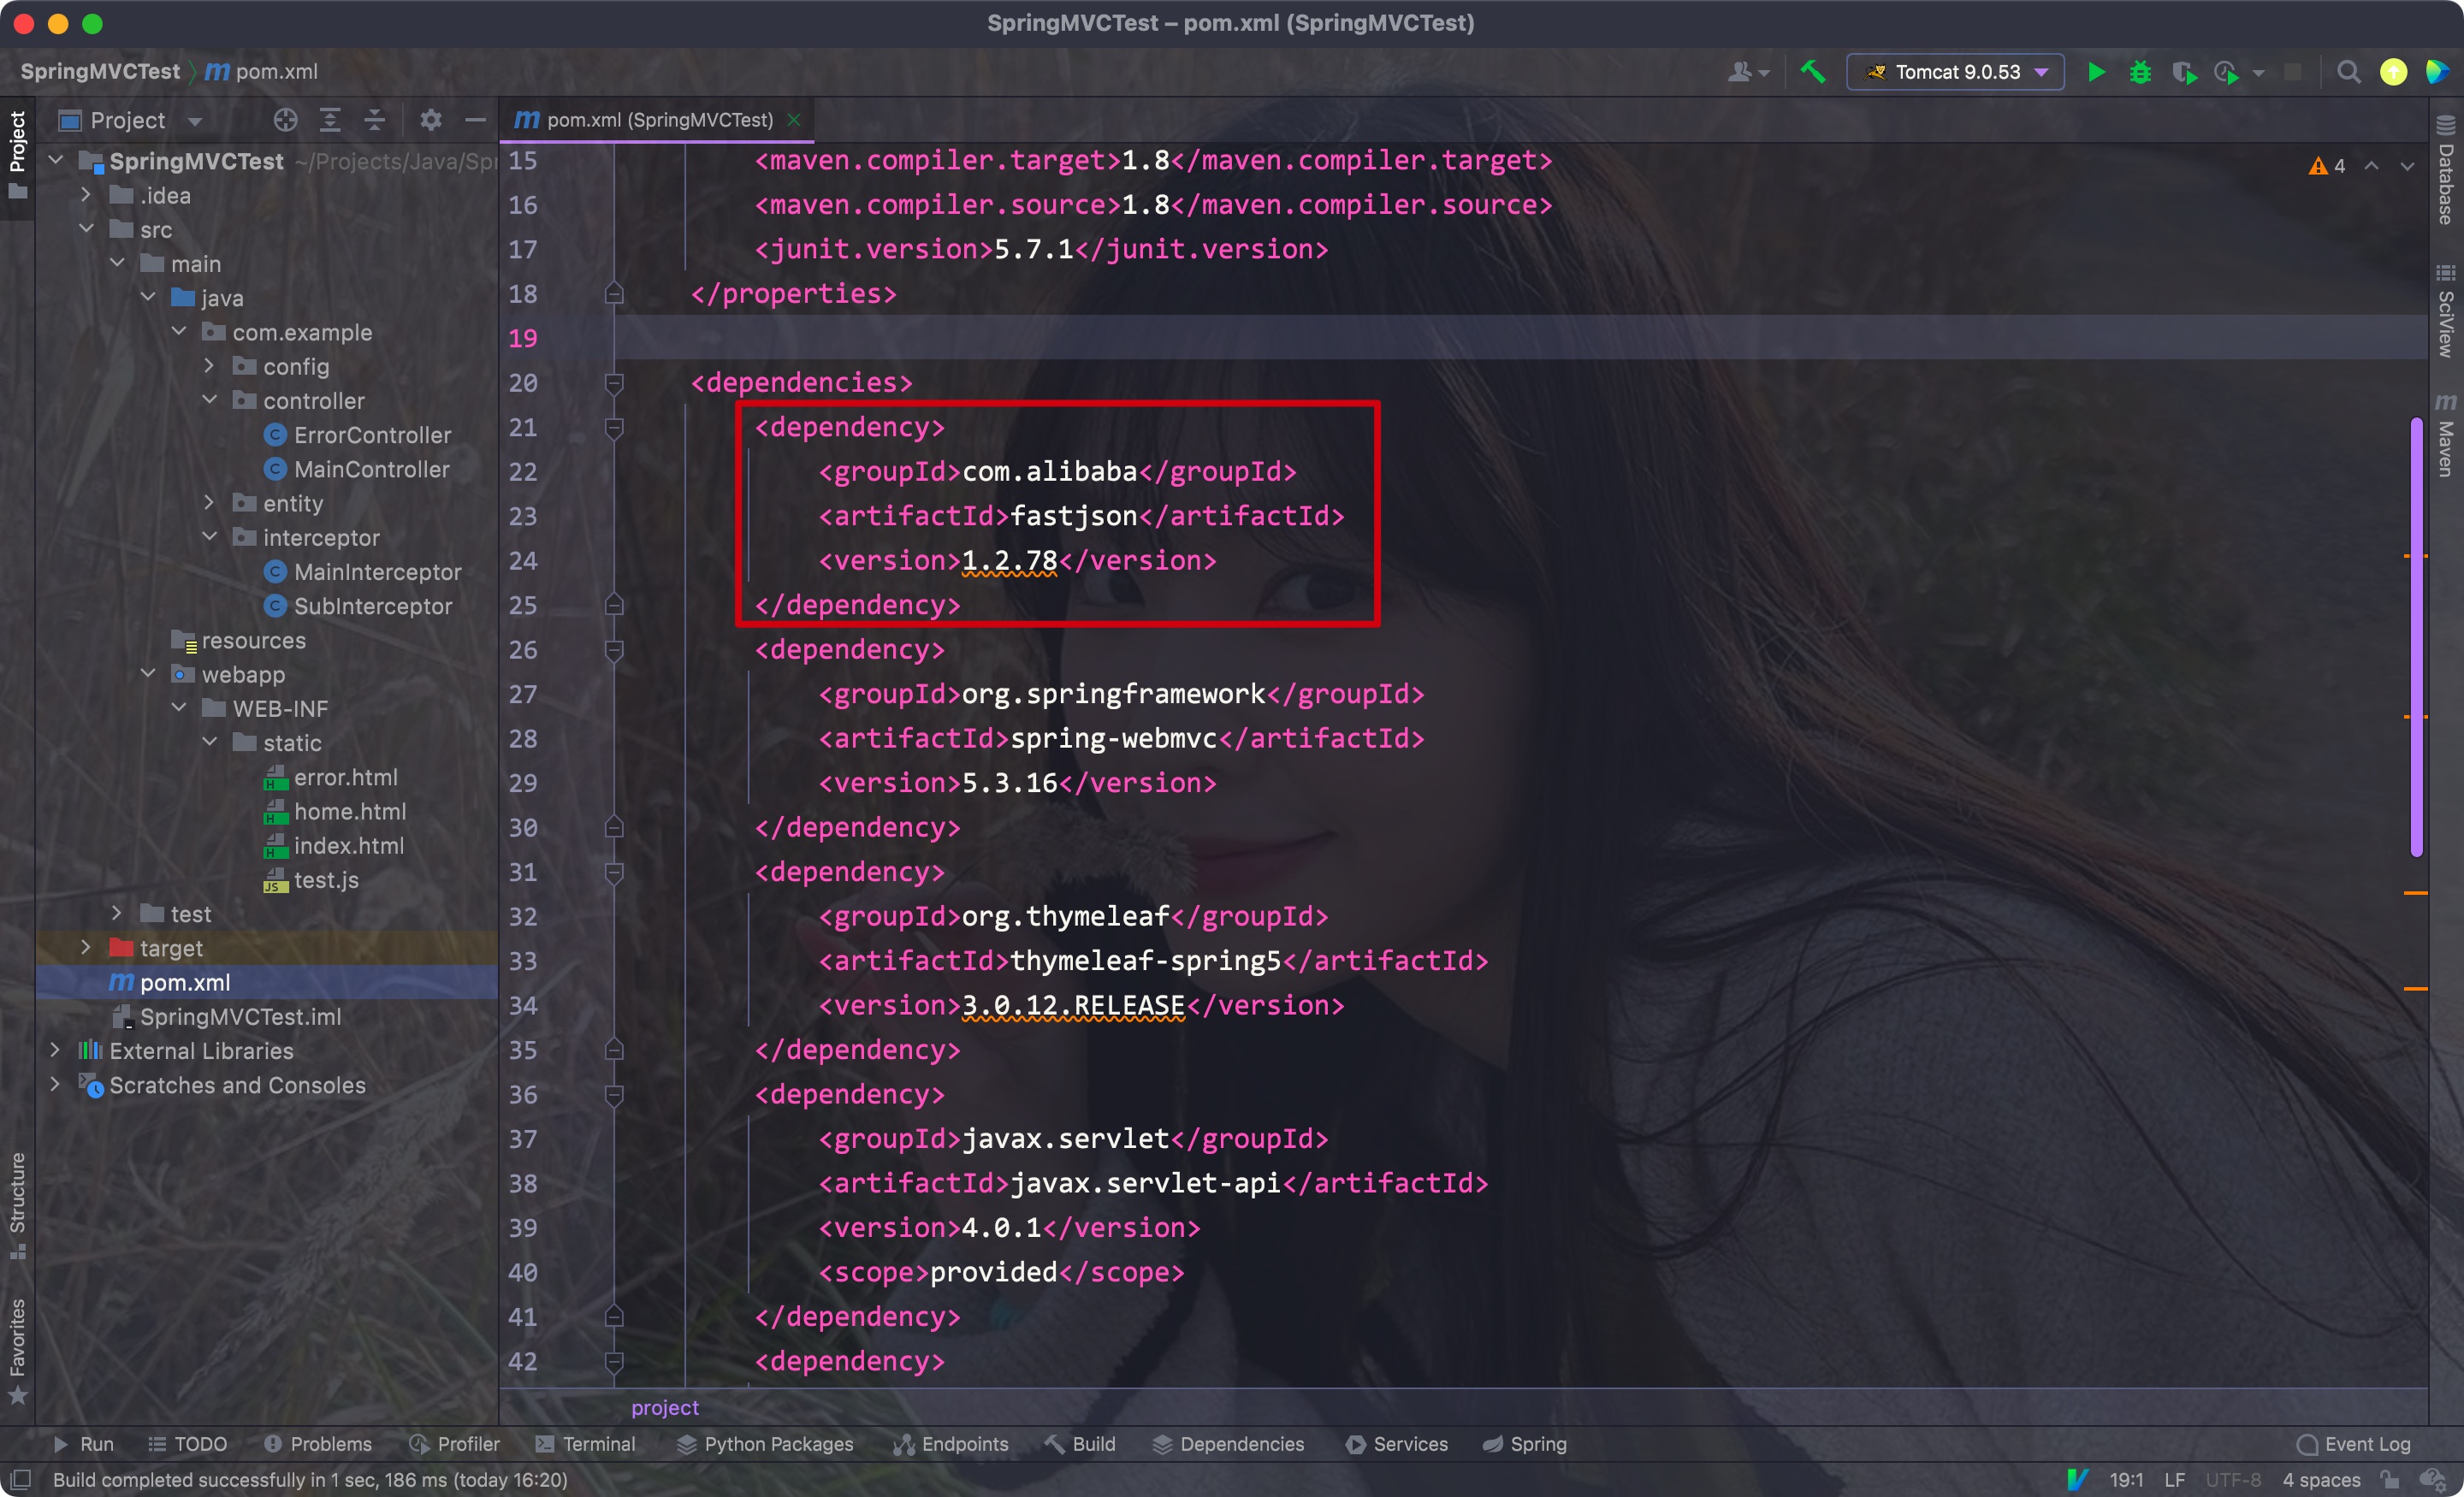 SpringMVCTest – pom.xml (SpringMVCTest)
SpringMVCTest
pom.xml
Tomcat 9.0.53
Project
Project
pom.xml (SpringMVCTest)
SpringMVCTest ~/Projects/Java/Spr
.idea
src
main
java
com.example
config
controller
ErrorController
MainController
entity
interceptor
MainInterceptor
SubInterceptor
resources
webapp
WEB-INF
static
error.html
home.html
index.html
test.js
test
target
pom.xml
SpringMVCTest.iml
External Libraries
Scratches and Consoles
Structure
Favorites
15 <maven.compiler.target>1.8</maven.compiler.target>
16 <maven.compiler.source>1.8</maven.compiler.source>
17 <junit.version>5.7.1</junit.version>
18 </properties>
19
20 <dependencies>
21 <dependency>
22 <groupId>com.alibaba</groupId>
23 <artifactId>fastjson</artifactId>
24 <version>1.2.78</version>
25 </dependency>
26 <dependency>
27 <groupId>org.springframework</groupId>
28 <artifactId>spring-webmvc</artifactId>
29 <version>5.3.16</version>
30 </dependency>
31 <dependency>
32 <groupId>org.thymeleaf</groupId>
33 <artifactId>thymeleaf-spring5</artifactId>
34 <version>3.0.12.RELEASE</version>
35 </dependency>
36 <dependency>
37 <groupId>javax.servlet</groupId>
38 <artifactId>javax.servlet-api</artifactId>
39 <version>4.0.1</version>
40 <scope>provided</scope>
41 </dependency>
42 <dependency>
4
project
Database
SciView
Maven
Run
TODO
Problems
Profiler
Terminal
Python Packages
Endpoints
Build
Dependencies
Services
Spring
Event Log
Build completed successfully in 1 sec, 186 ms (today 16:20)
19:1
LF
UTF-8
4 spaces